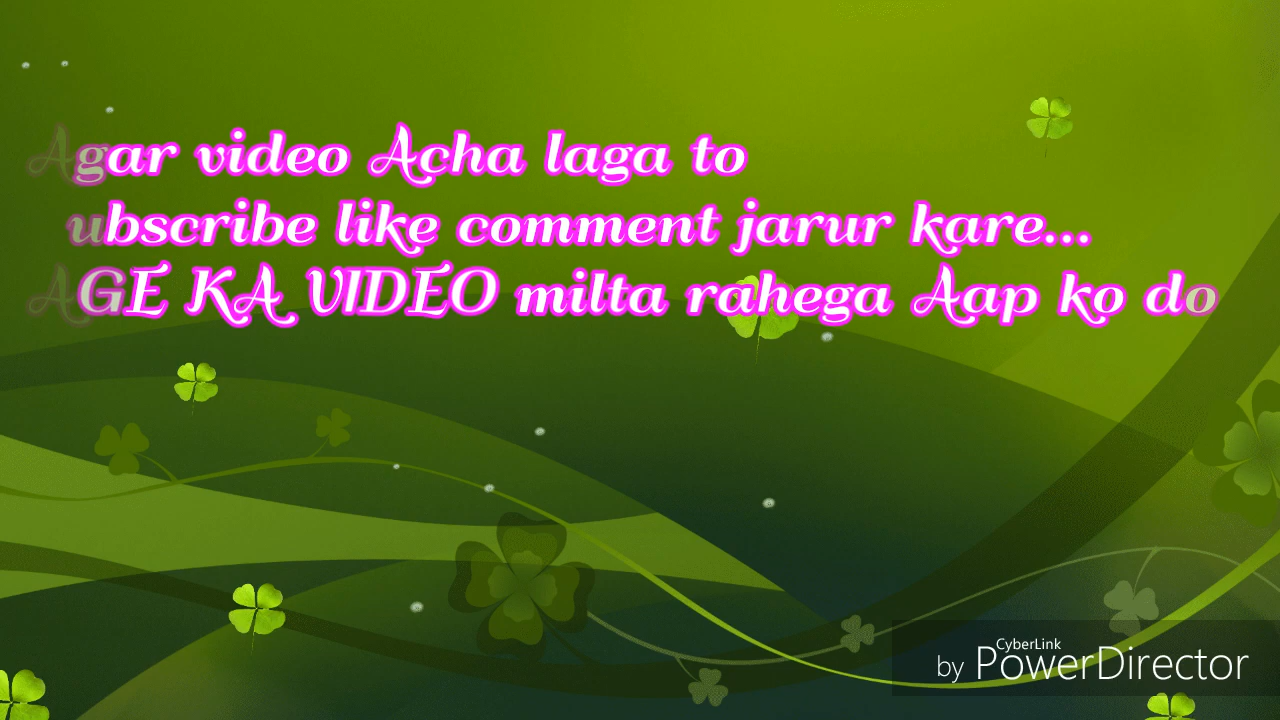 Agar video Acha laga to
ubscribe like comment jarur kare...
AGE KA VIDEO milta rahega Aap ko do
CyberLink
by PowerDirector